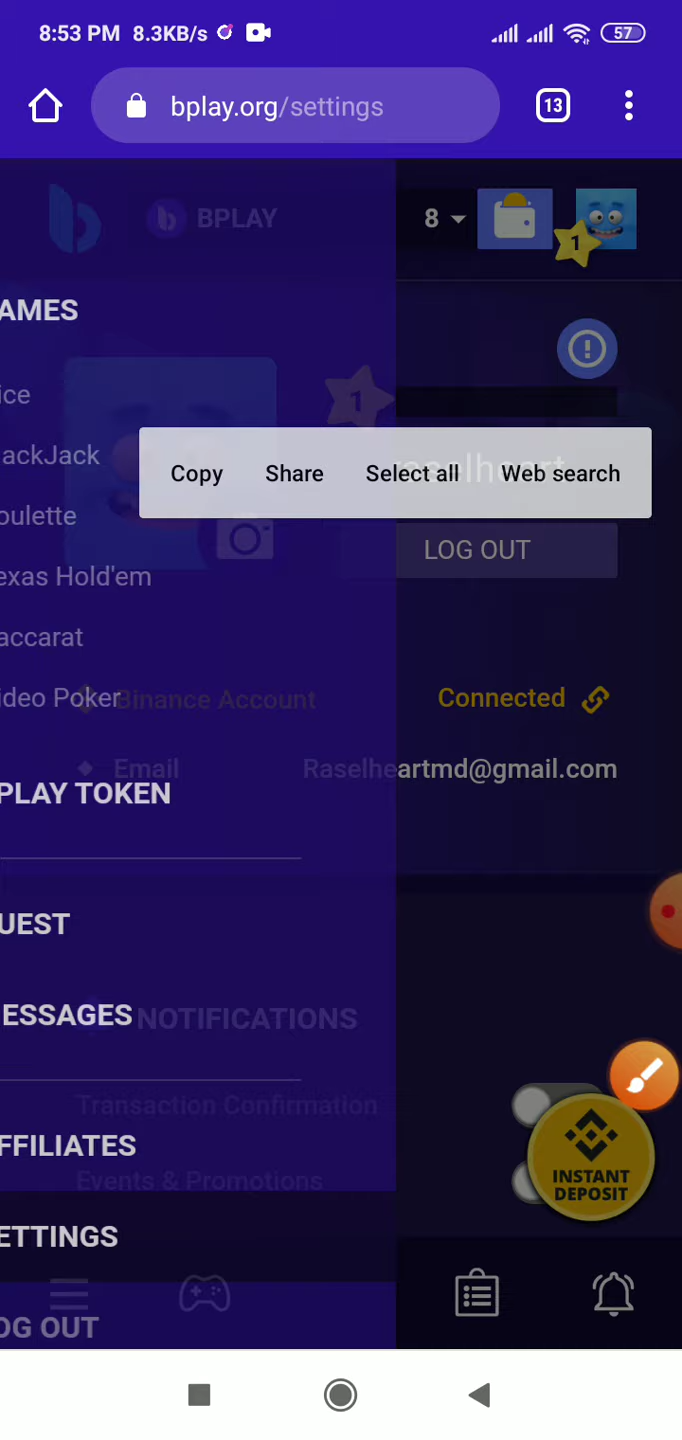 8:53 PM 8.3KB/s 57
bplay.org/settings 13
BPLAY 8
1
AMES
1
ice
ackJack
Copy Share Select all Web search
raselheart
oulette
LOG OUT
exas Hold'em
accarat
ideo Poker
Binance Account Connected
Email Raselheartmd@gmail.com
PLAY TOKEN
UEST
ESSAGES
NOTIFICATIONS
Transaction Confirmation
FFILIATES
Events & Promotions
INSTANT
DEPOSIT
ETTINGS
OG OUT